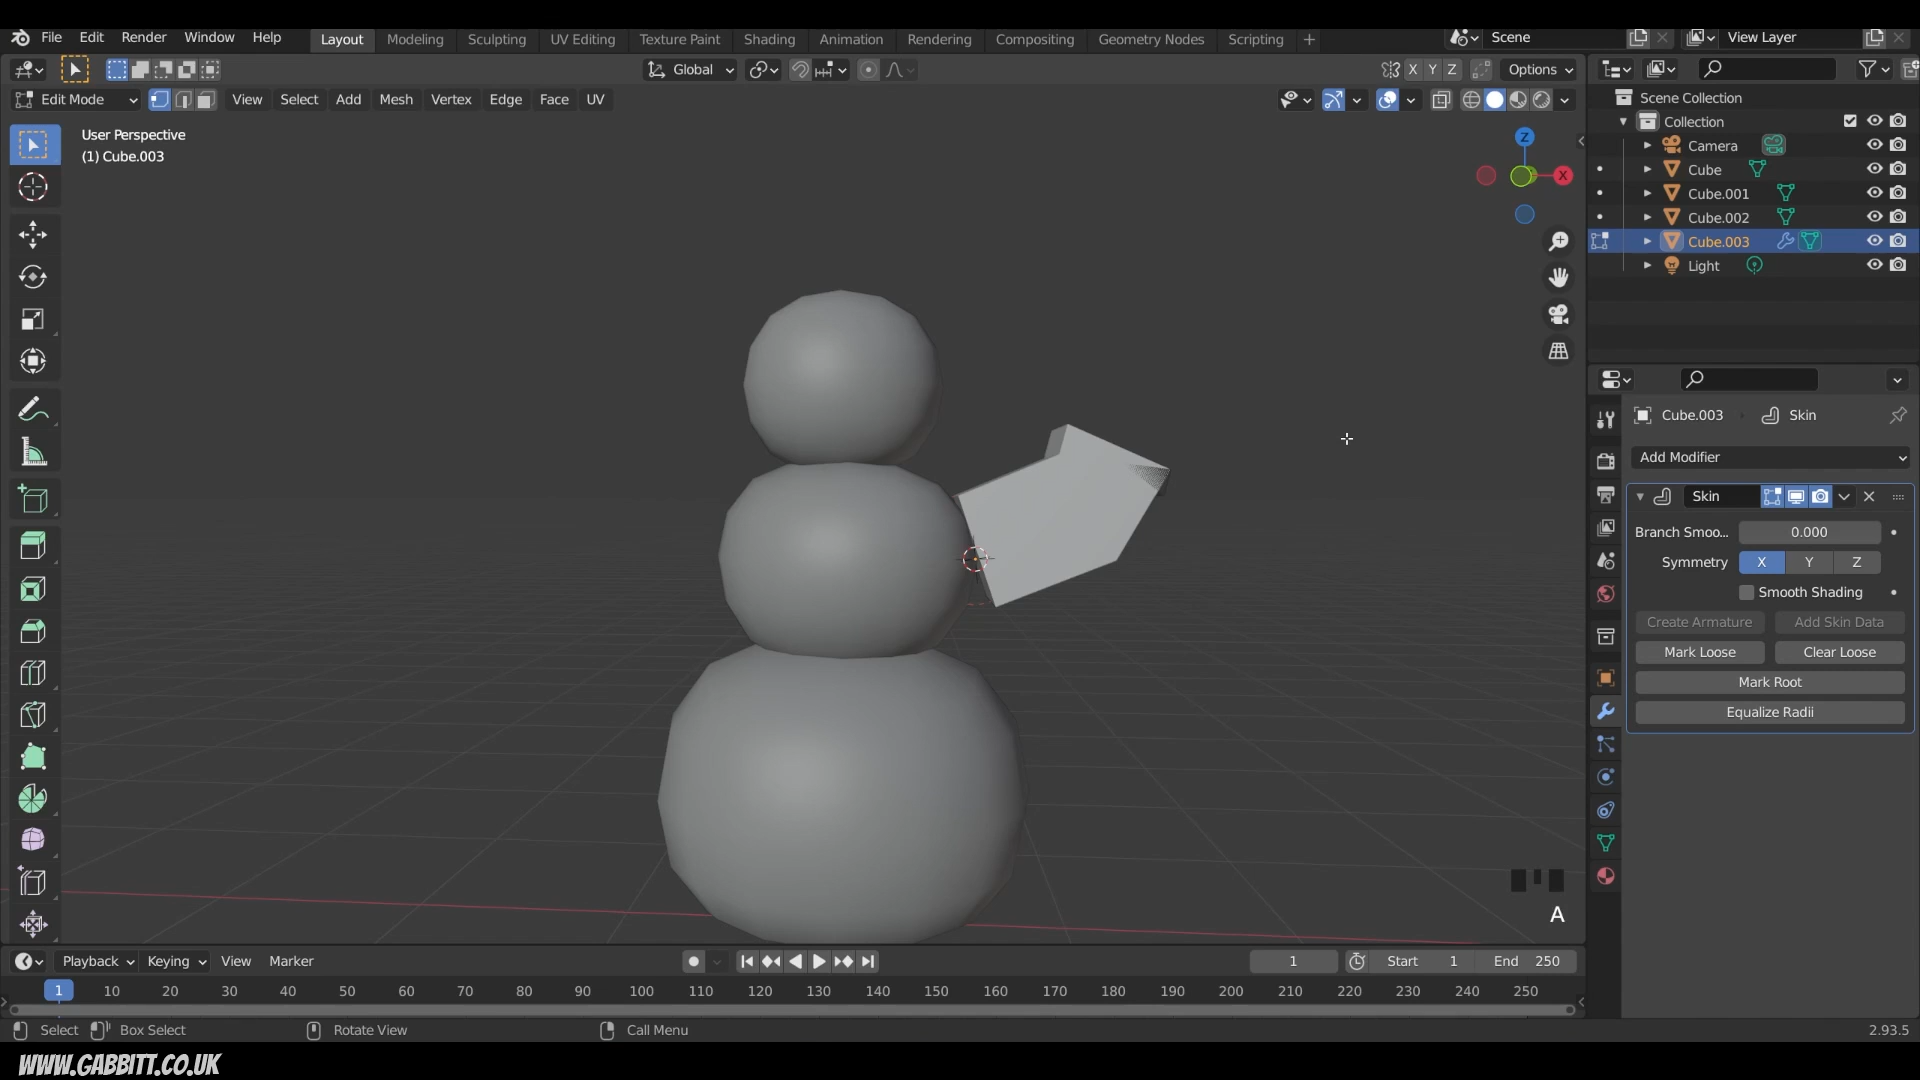 File Edit Render Window Help Layout Modeling Sculpting UV Editing Texture Paint Shading Animation Rendering Compositing Geometry Nodes Scripting + Scene View Layer
Global X Y Z Options
Edit Mode View Select Add Mesh Vertex Edge Face UV
User Perspective
(1) Cube.003
Z
X
Scene Collection
Collection
Camera
Cube
Cube.001
Cube.002
Cube.003
Light
Cube.003 Skin
Add Modifier
Skin
Branch Smoo... 0.000
Symmetry X Y Z
Smooth Shading
Create Armature Add Skin Data
Mark Loose Clear Loose
Mark Root
Equalize Radii
A
Playback Keying View Marker 1 Start 1 End 250
1 10 20 30 40 50 60 70 80 90 100 110 120 130 140 150 160 170 180 190 200 210 220 230 240 250
Select Box Select Rotate View Call Menu 2.93.5
WWW.GABBITT.CO.UK